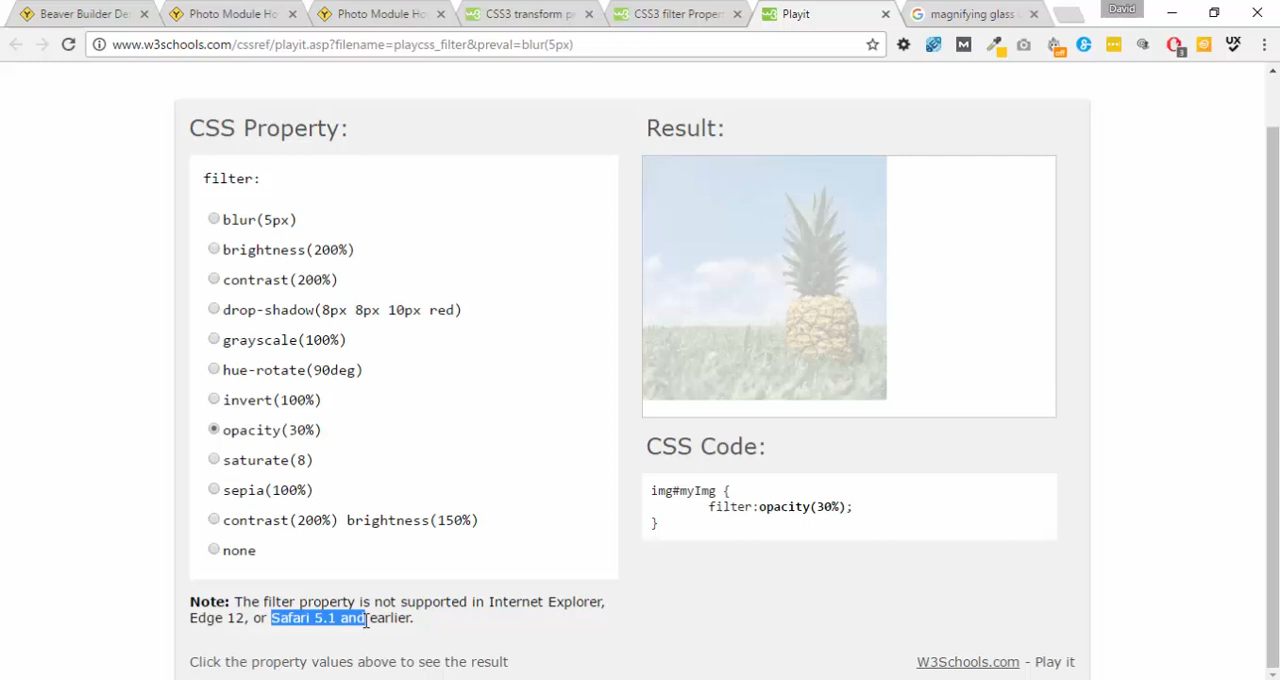 Beaver Builder De
Photo Module Ho
Photo Module Ho
CSS3 transform p
CSS3 filter Proper
Playit
magnifying glass
David
www.w3schools.com/cssref/playit.asp?filename=playcss_filter&preval=blur(5px)
M
off
3
UX
CSS Property:
filter:
blur(5px)
brightness(200%)
contrast(200%)
drop-shadow(8px 8px 10px red)
grayscale(100%)
hue-rotate(90deg)
invert(100%)
opacity(30%)
saturate(8)
sepia(100%)
contrast(200%) brightness(150%)
none
Note: The filter property is not supported in Internet Explorer,
Edge 12, or Safari 5.1 and earlier.
Click the property values above to see the result
Result:
CSS Code:
img#myImg {
filter:opacity(30%);
}
W3Schools.com - Play it